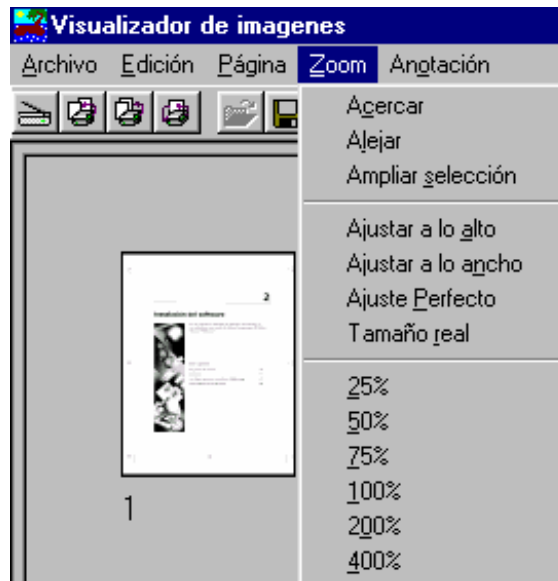 Visualizador de imagenes
Archivo Edición Página Zoom Anotación
Acercar
Alejar
Ampliar selección
Ajustar a lo alto
Ajustar a lo ancho
Ajuste Perfecto
Tamaño real
25%
50%
75%
100%
200%
400%
2
Instalación del software
1